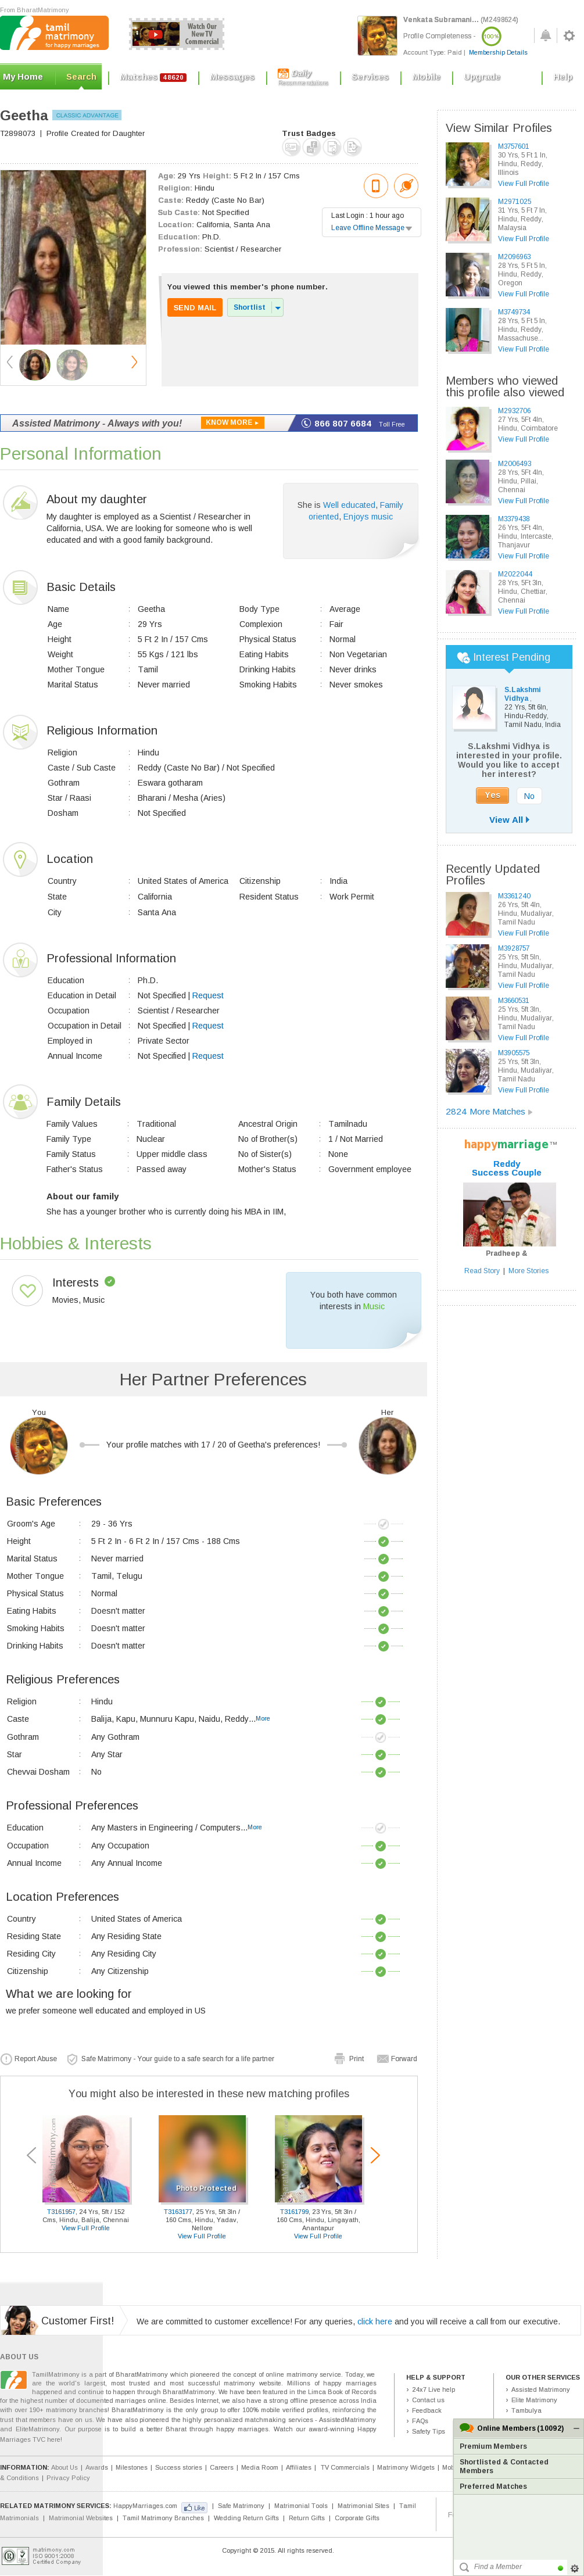 From BharatMatrimony
tamil
matrimony
for happy marriages
Watch Our
New TV
Commercial
Venkata Subramani... (M2498624)
Profile Completeness - 100%
Account Type: Paid | Membership Details
My Home
Search
Matches 48620
Messages
Daily
Recommendations
Services
Mobile
Upgrade
Help
Geetha CLASSIC ADVANTAGE
T2898073 | Profile Created for Daughter
Trust Badges
Age: 29 Yrs Height: 5 Ft 2 In / 157 Cms
Religion: Hindu
Caste: Reddy (Caste No Bar)
Sub Caste: Not Specified
Location: California, Santa Ana
Education: Ph.D.
Profession: Scientist / Researcher
Last Login : 1 hour ago
Leave Offline Message
You viewed this member's phone number.
SEND MAIL
Shortlist
Assisted Matrimony - Always with you!
KNOW MORE ►
866 807 6684 Toll Free
Personal Information
About my daughter
My daughter is employed as a Scientist / Researcher in
California, USA. We are looking for someone who is well
educated and with a good family background.
She is Well educated, Family
oriented, Enjoys music
Basic Details
Name : Geetha Body Type : Average
Age : 29 Yrs Complexion : Fair
Height : 5 Ft 2 In / 157 Cms Physical Status : Normal
Weight : 55 Kgs / 121 lbs Eating Habits : Non Vegetarian
Mother Tongue : Tamil Drinking Habits : Never drinks
Marital Status : Never married Smoking Habits : Never smokes
Religious Information
Religion : Hindu
Caste / Sub Caste : Reddy (Caste No Bar) / Not Specified
Gothram : Eswara gotharam
Star / Raasi : Bharani / Mesha (Aries)
Dosham : Not Specified
Location
Country : United States of America Citizenship : India
State : California Resident Status : Work Permit
City : Santa Ana
Professional Information
Education : Ph.D.
Education in Detail : Not Specified | Request
Occupation : Scientist / Researcher
Occupation in Detail : Not Specified | Request
Employed in : Private Sector
Annual Income : Not Specified | Request
Family Details
Family Values : Traditional Ancestral Origin : Tamilnadu
Family Type : Nuclear No of Brother(s) : 1 / Not Married
Family Status : Upper middle class No of Sister(s) : None
Father's Status : Passed away Mother's Status : Government employee
About our family
She has a younger brother who is currently doing his MBA in IIM,
Hobbies & Interests
Interests
Movies, Music
You both have common
interests in Music
Her Partner Preferences
You
Her
Your profile matches with 17 / 20 of Geetha's preferences!
Basic Preferences
Groom's Age : 29 - 36 Yrs
Height : 5 Ft 2 In - 6 Ft 2 In / 157 Cms - 188 Cms
Marital Status : Never married
Mother Tongue : Tamil, Telugu
Physical Status : Normal
Eating Habits : Doesn't matter
Smoking Habits : Doesn't matter
Drinking Habits : Doesn't matter
Religious Preferences
Religion : Hindu
Caste : Balija, Kapu, Munnuru Kapu, Naidu, Reddy...More
Gothram : Any Gothram
Star : Any Star
Chevvai Dosham : No
Professional Preferences
Education : Any Masters in Engineering / Computers...More
Occupation : Any Occupation
Annual Income : Any Annual Income
Location Preferences
Country : United States of America
Residing State : Any Residing State
Residing City : Any Residing City
Citizenship : Any Citizenship
What we are looking for
we prefer someone well educated and employed in US
Report Abuse
Safe Matrimony - Your guide to a safe search for a life partner
Print
Forward
You might also be interested in these new matching profiles
Photo Protected
T3161957, 24 Yrs, 5ft / 152
Cms, Hindu, Balija, Chennai
View Full Profile
T3163177, 25 Yrs, 5ft 3In /
160 Cms, Hindu, Yadav,
Nellore
View Full Profile
T3161799, 23 Yrs, 5ft 3In /
160 Cms, Hindu, Lingayath,
Anantapur
View Full Profile
View Similar Profiles
M3757601
30 Yrs, 5 Ft 1 In,
Hindu, Reddy,
Illinois
View Full Profile
M2971025
31 Yrs, 5 Ft 7 In,
Hindu, Reddy,
Malaysia
View Full Profile
M2096963
28 Yrs, 5 Ft 5 In,
Hindu, Reddy,
Oregon
View Full Profile
M3749734
28 Yrs, 5 Ft 5 In,
Hindu, Reddy,
Massachuse...
View Full Profile
Members who viewed
this profile also viewed
M2932706
27 Yrs, 5Ft 4In,
Hindu, Coimbatore
View Full Profile
M2006493
28 Yrs, 5Ft 4In,
Hindu, Pillai,
Chennai
View Full Profile
M3379438
26 Yrs, 5Ft 4In,
Hindu, Intercaste,
Thanjavur
View Full Profile
M2022044
28 Yrs, 5Ft 3In,
Hindu, Chettiar,
Chennai
View Full Profile
Interest Pending
S.Lakshmi
Vidhya ,
22 Yrs, 5ft 6In,
Hindu-Reddy,
Tamil Nadu, India
S.Lakshmi Vidhya is
interested in your profile.
Would you like to accept
her interest?
Yes
No
View All
Recently Updated
Profiles
M3361240
26 Yrs, 5ft 4In,
Hindu, Mudaliyar,
Tamil Nadu
View Full Profile
M3928757
25 Yrs, 5ft 5In,
Hindu, Mudaliyar,
Tamil Nadu
View Full Profile
M3660531
25 Yrs, 5ft 3In,
Hindu, Mudaliyar,
Tamil Nadu
View Full Profile
M3905575
25 Yrs, 5ft 3In,
Hindu, Mudaliyar,
Tamil Nadu
View Full Profile
2824 More Matches
happymarriage™
Reddy
Success Couple
Pradheep &
Read Story | More Stories
Customer First!
We are committed to customer excellence! For any queries, click here and you will receive a call from our executive.
ABOUT US
TamilMatrimony is a part of BharatMatrimony which pioneered the concept of online matrimony service. Today, we
are the world's largest, most trusted and most successful matrimony website. Millions of happy marriages
happened and continue to happen through BharatMatrimony. We have been featured in the Limca Book of Records
for the highest number of documented marriages online. Besides Internet, we also have a strong offline presence across India
with over 190+ matrimony branches! BharatMatrimony is the only group to offer 100% mobile verified profiles, reinforcing the
trust that members have on us. We have also pioneered the highly personalized matchmaking services - AssistedMatrimony
and EliteMatrimony. Our purpose is to build a better Bharat through happy marriages. Watch our award-winning Happy
Marriages TVC here!
HELP & SUPPORT
24x7 Live help
Contact us
Feedback
FAQs
Safety Tips
OUR OTHER SERVICES
Assisted Matrimony
Elite Matrimony
Tambulya
INFORMATION: About Us | Awards | Milestones | Success stories | Careers | Media Room | Affiliates | TV Commercials | Matrimony Widgets |
& Conditions | Privacy Policy
RELATED MATRIMONY SERVICES: HappyMarriages.com Like | Safe Matrimony | Matrimonial Tools | Matrimonial Sites | Tamil
Matrimonials | Matrimonial Websites | Tamil Matrimony Branches | Wedding Return Gifts | Return Gifts | Corporate Gifts
matrimony.com
ISO 9001:2008
Certified Company
Copyright © 2015. All rights reserved.
Online Members (10092)
Premium Members
Shortlisted & Contacted
Members
Preferred Matches
Find a Member